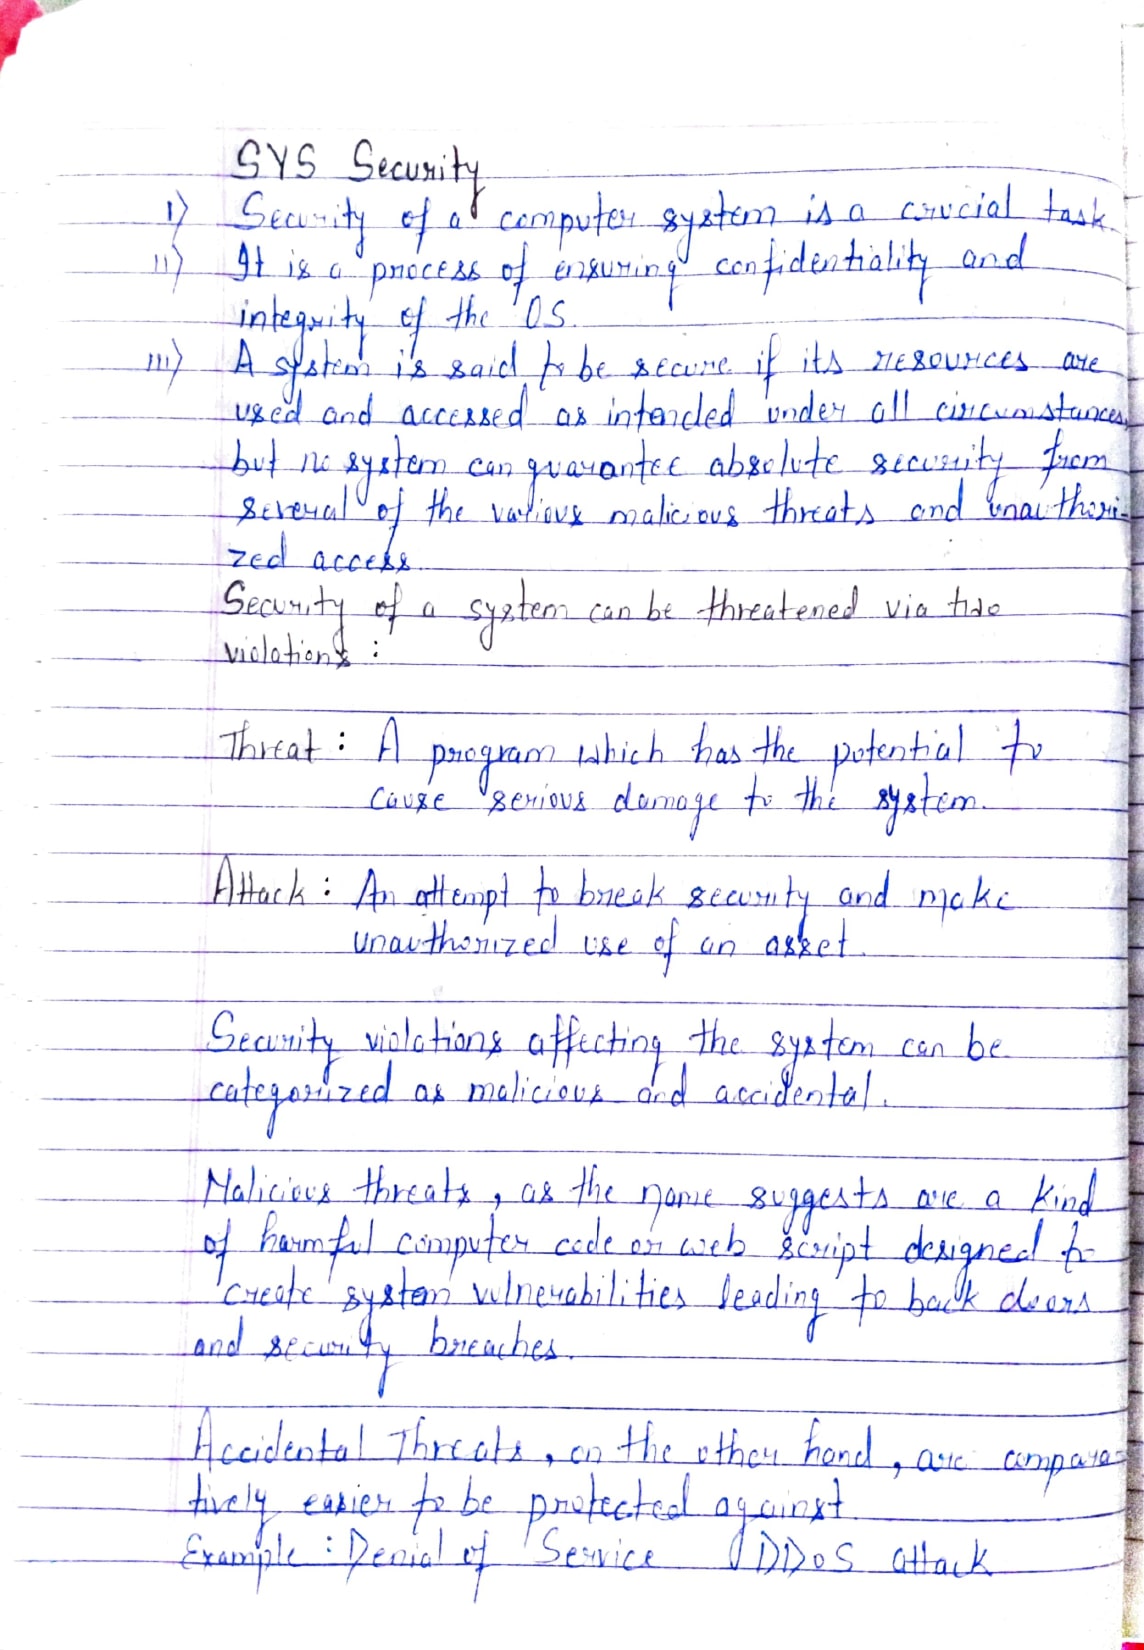 SYS Security
i) Security of a computer system is a crucial task.
ii) It is a process of ensuring confidentiality and
integrity of the OS.
iii) A system is said to be secure if its resources are
used and accessed as intended under all circumstances,
but no system can guarantee absolute security from
several of the various malicious threats and unauthori-
zed access.
Security of a system can be threatened via two
violations :
Threat : A program which has the potential to
cause serious damage to the system.
Attack : An attempt to break security and make
unauthorized use of an asset.
Security violations affecting the system can be
categorized as malicious and accidental.
Malicious threats, as the name suggests are a kind
of harmful computer code or web script designed to
create system vulnerabilities leading to back doors
and security breaches.
Accidental Threats, on the other hand, are compara-
tively easier to be protected against.
Example : Denial of Service DDoS attack